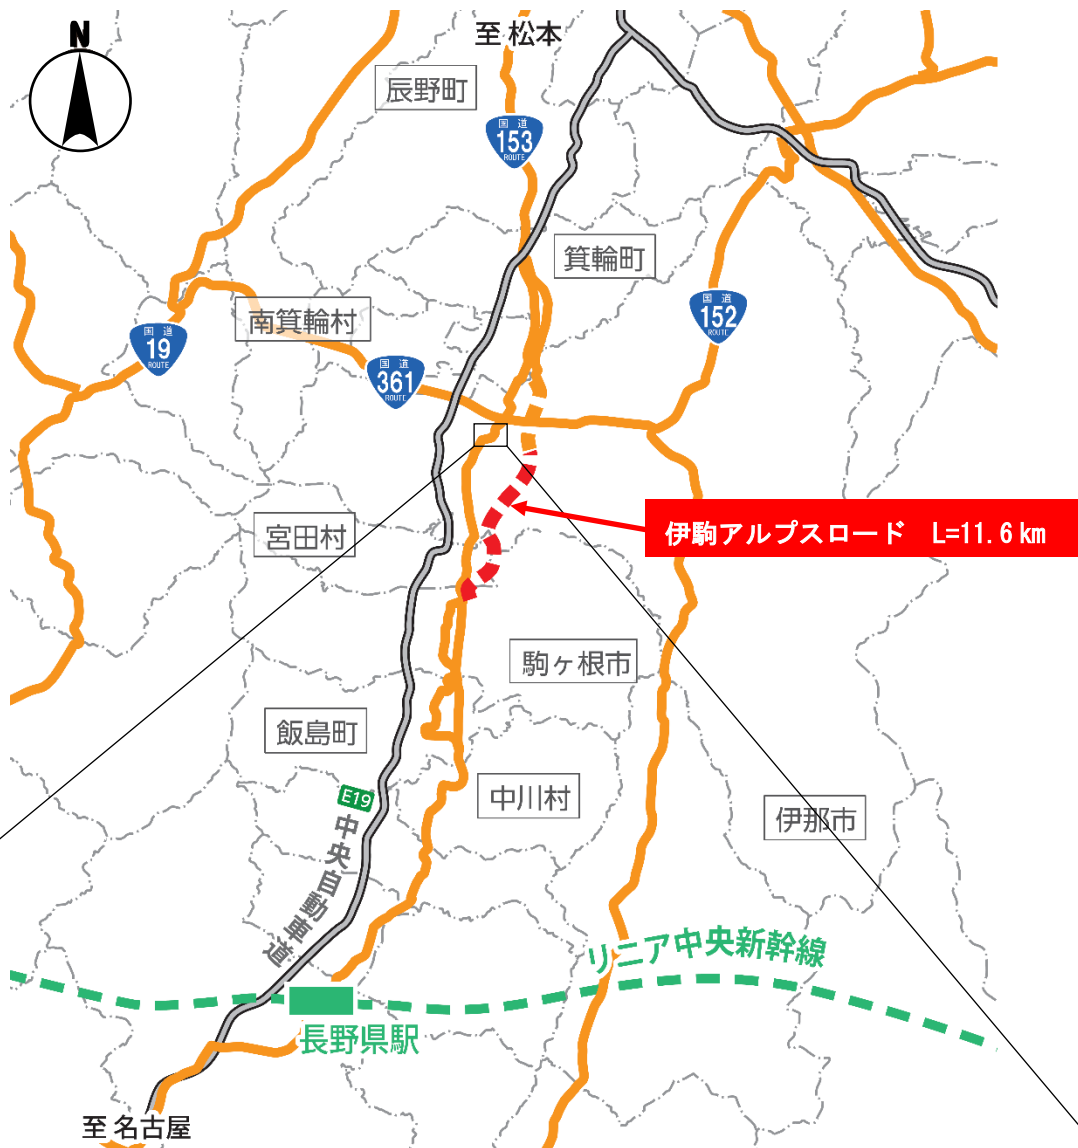 N
至 松本
辰野町
国道
153
ROUTE
箕輪町
国道
152
ROUTE
南箕輪村
国道
19
ROUTE
国道
361
ROUTE
宮田村
伊駒アルプスロード　L=11.6km
駒ヶ根市
飯島町
E19
中央自動車道
中川村
伊那市
リニア中央新幹線
長野県駅
至 名古屋